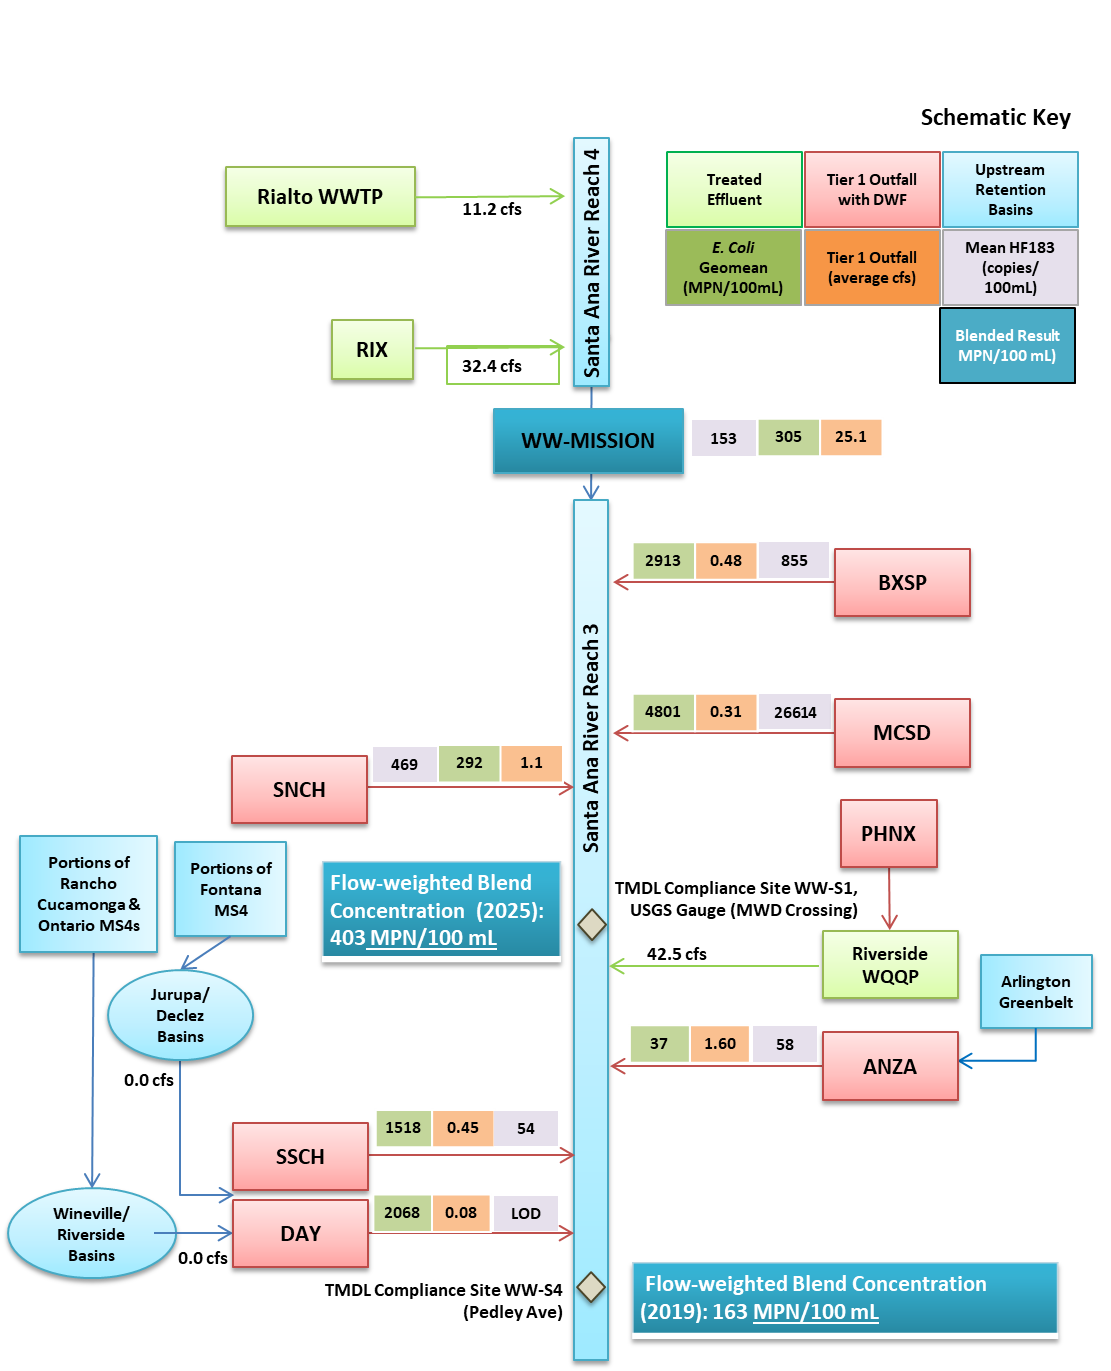 Schematic Key
Treated
Effluent
Tier 1 Outfall
with DWF
Upstream
Retention
Basins
E. Coli
Geomean
(MPN/100mL)
Tier 1 Outfall
(average cfs)
Mean HF183
(copies/
100mL)
Blended Result
MPN/100 mL)
Santa Ana River Reach 4
Rialto WWTP
11.2 cfs
RIX
32.4 cfs
WW-MISSION
153
305
25.1
Santa Ana River Reach 3
2913
0.48
855
BXSP
4801
0.31
26614
MCSD
SNCH
469
292
1.1
PHNX
Portions of
Rancho
Cucamonga &
Ontario MS4s
Portions of
Fontana
MS4
Flow-weighted Blend
Concentration (2025):
403 MPN/100 mL
TMDL Compliance Site WW-S1,
USGS Gauge (MWD Crossing)
42.5 cfs
Riverside
WQQP
Arlington
Greenbelt
Jurupa/
Declez
Basins
0.0 cfs
37
1.60
58
ANZA
SSCH
1518
0.45
54
Wineville/
Riverside
Basins
0.0 cfs
DAY
2068
0.08
LOD
TMDL Compliance Site WW-S4
(Pedley Ave)
Flow-weighted Blend Concentration
(2019): 163 MPN/100 mL